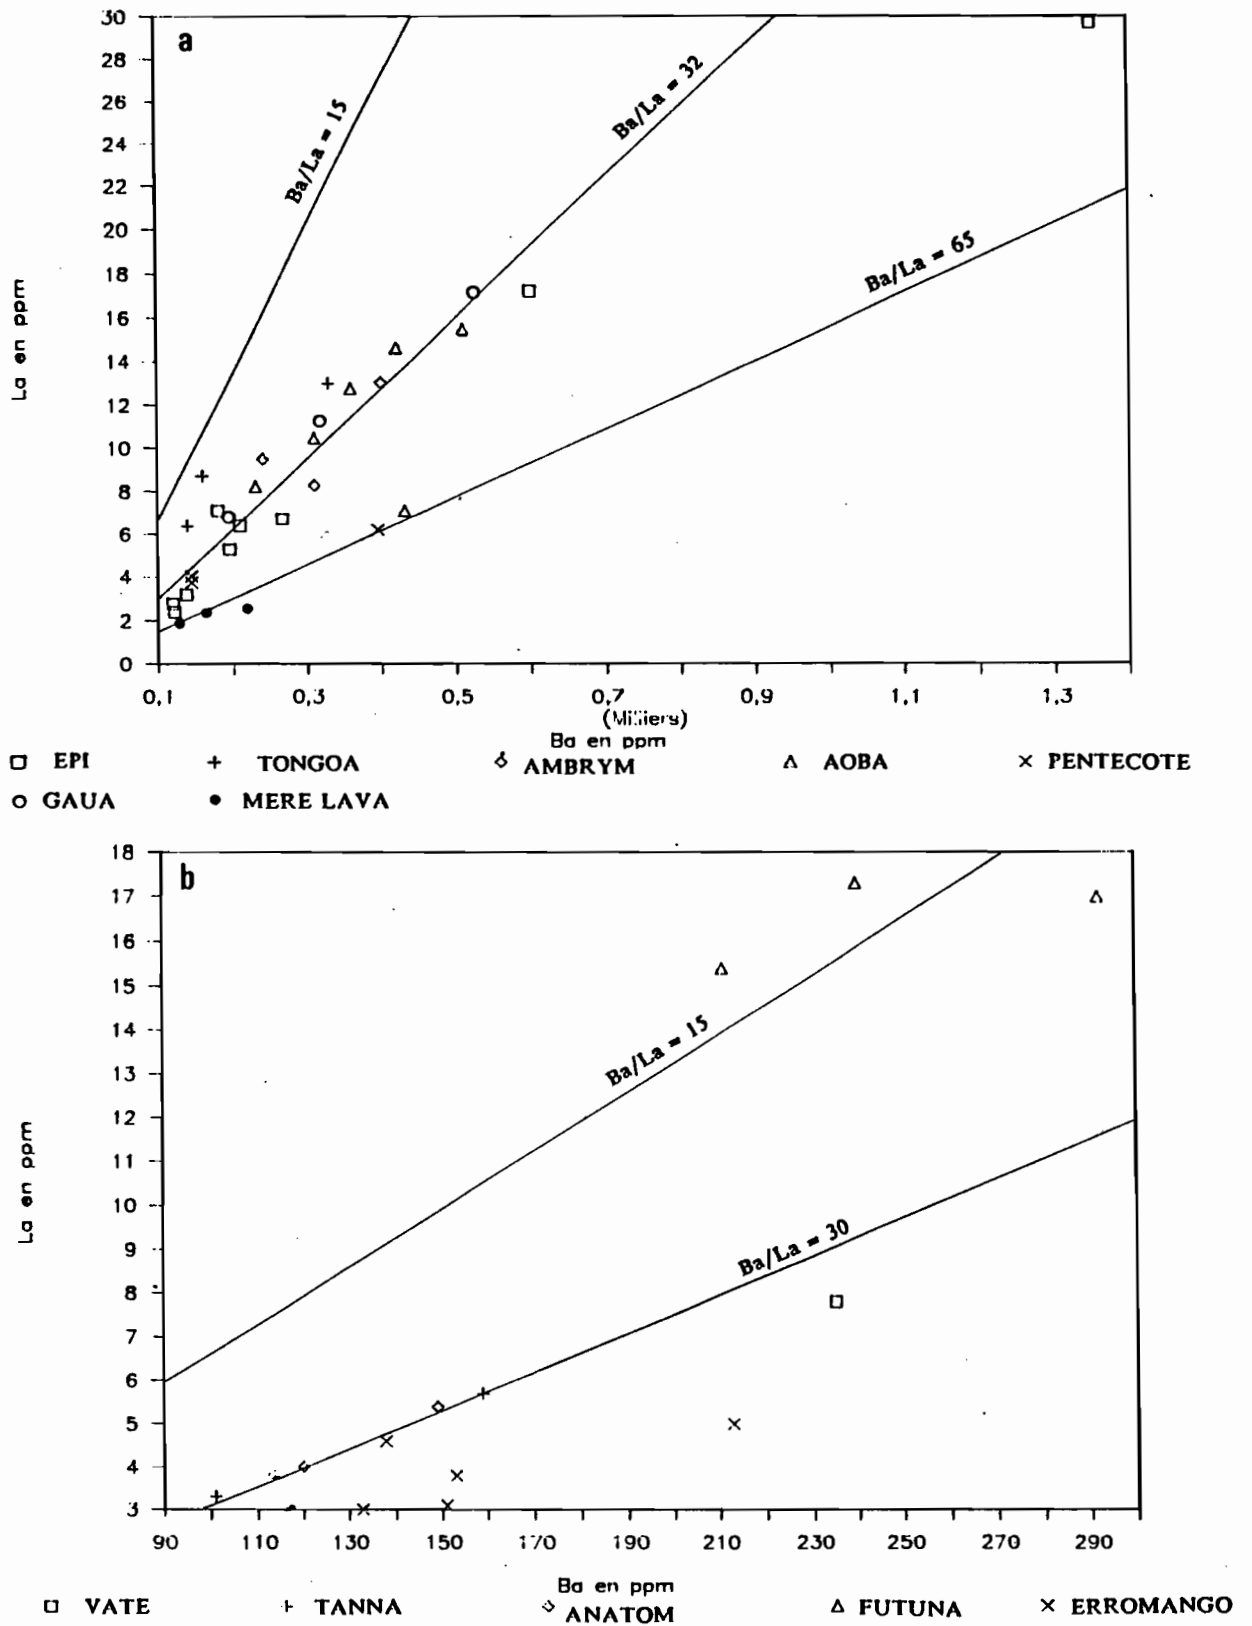 a
30
28
26
24
22
20
18
16
14
12
10
8
6
4
2
0
La en ppm
Ba/La = 15
Ba/La = 32
Ba/La = 65
0,1 0,3 0,5 0,7 0,9 1,1 1,3
(Milliers)
Ba en ppm
EPI TONGOA AMBRYM AOBA PENTECOTE
GAUA MERE LAVA
b
18
17
16
15
14
13
12
11
10
9
8
7
6
5
4
3
La en ppm
Ba/La = 15
Ba/La = 30
90 110 130 150 170 190 210 230 250 270 290
Ba en ppm
VATE TANNA ANATOM FUTUNA ERROMANGO